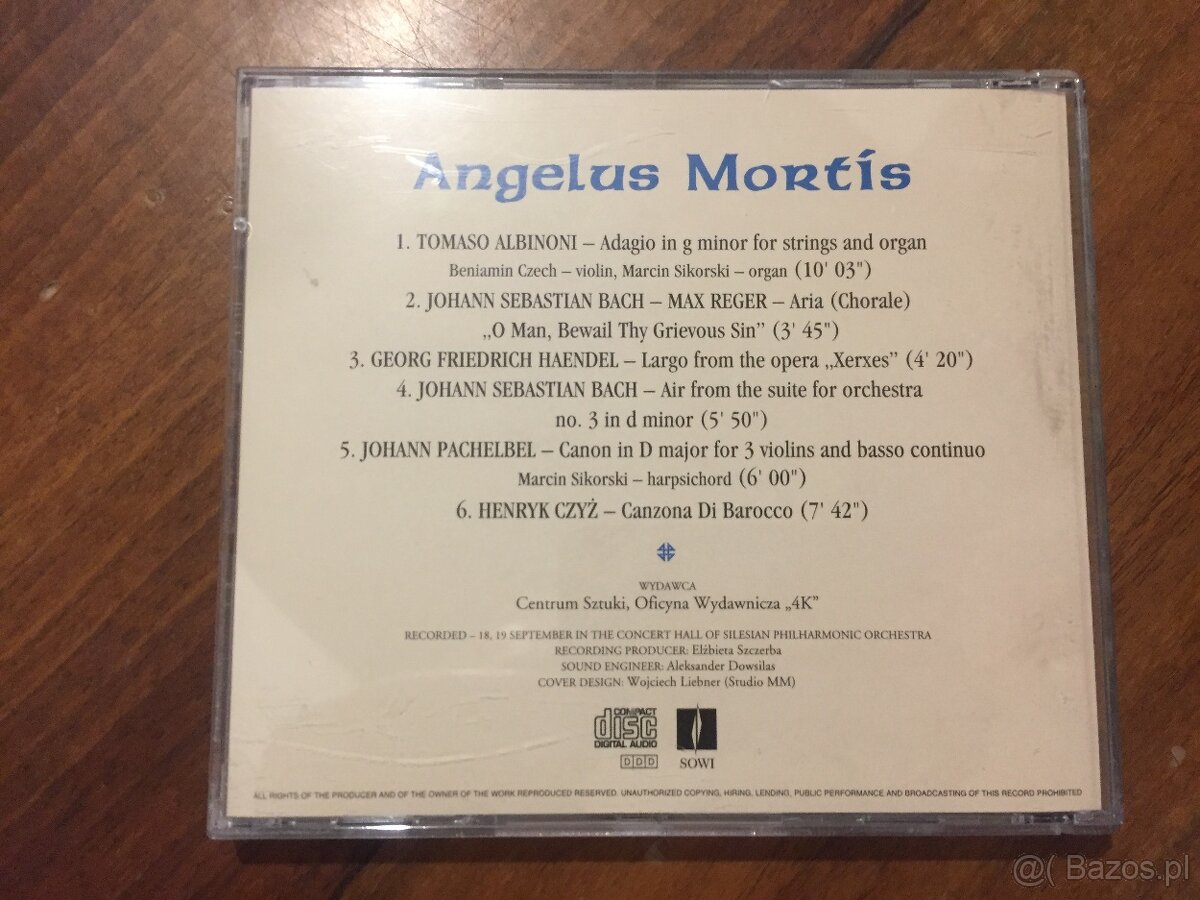 Angelus Mortís
1. TOMASO ALBINONI – Adagio in g minor for strings and organ
Beniamin Czech – violin, Marcin Sikorski – organ (10' 03")
2. JOHANN SEBASTIAN BACH – MAX REGER – Aria (Chorale)
„O Man, Bewail Thy Grievous Sin” (3' 45")
3. GEORG FRIEDRICH HAENDEL – Largo from the opera „Xerxes” (4' 20")
4. JOHANN SEBASTIAN BACH – Air from the suite for orchestra
no. 3 in d minor (5' 50")
5. JOHANN PACHELBEL – Canon in D major for 3 violins and basso continuo
Marcin Sikorski – harpsichord (6' 00")
6. HENRYK CZYŻ – Canzona Di Barocco (7' 42")
WYDAWCA
Centrum Sztuki, Oficyna Wydawnicza „4K”
RECORDED – 18, 19 SEPTEMBER IN THE CONCERT HALL OF SILESIAN PHILHARMONIC ORCHESTRA
RECORDING PRODUCER: Elżbieta Szczerba
SOUND ENGINEER: Aleksander Dowsilas
COVER DESIGN: Wojciech Liebner (Studio MM)
COMPACT
disc
DIGITAL AUDIO
DDD
SOWI
ALL RIGHTS OF THE PRODUCER AND OF THE OWNER OF THE WORK REPRODUCED RESERVED. UNAUTHORIZED COPYING, HIRING, LENDING, PUBLIC PERFORMANCE AND BROADCASTING OF THIS RECORD PROHIBITED
@( Bazos.pl